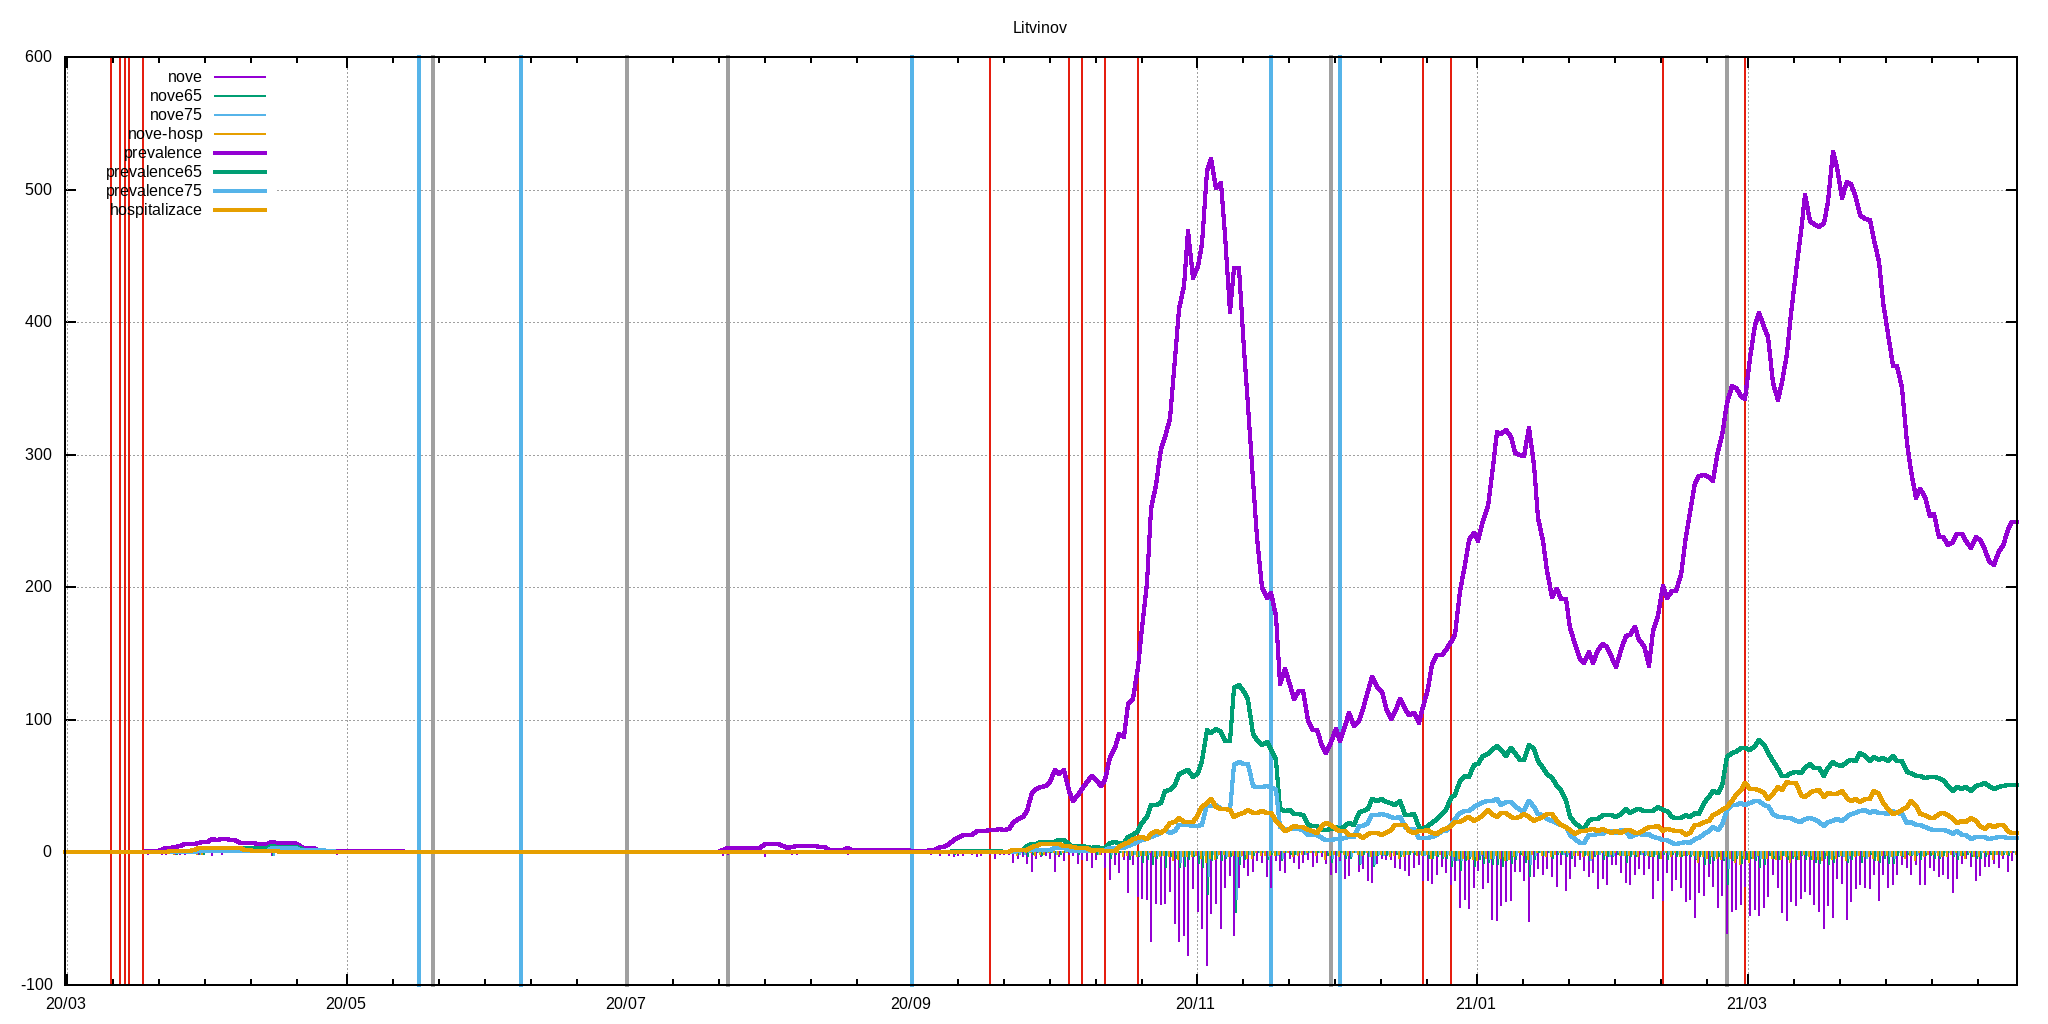 Litvinov
600
500
400
300
200
100
0
-100
nove
nove65
nove75
nove-hosp
prevalence
prevalence65
prevalence75
hospitalizace
20/03 20/05 20/07 20/09 20/11 21/01 21/03